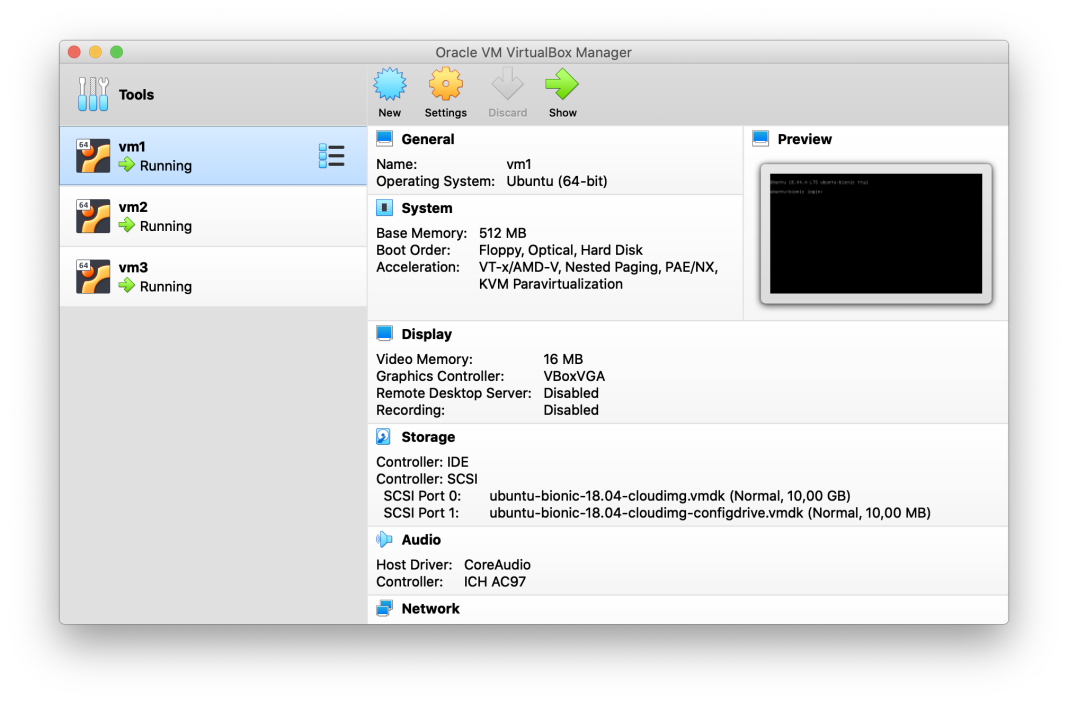 Oracle VM VirtualBox Manager
Tools
New
Settings
Discard
Show
64
vm1
Running
64
vm2
Running
64
vm3
Running
General
Name: vm1
Operating System: Ubuntu (64-bit)
Preview
System
Base Memory: 512 MB
Boot Order: Floppy, Optical, Hard Disk
Acceleration: VT-x/AMD-V, Nested Paging, PAE/NX,
KVM Paravirtualization
Display
Video Memory: 16 MB
Graphics Controller: VBoxVGA
Remote Desktop Server: Disabled
Recording: Disabled
Storage
Controller: IDE
Controller: SCSI
SCSI Port 0: ubuntu-bionic-18.04-cloudimg.vmdk (Normal, 10,00 GB)
SCSI Port 1: ubuntu-bionic-18.04-cloudimg-configdrive.vmdk (Normal, 10,00 MB)
Audio
Host Driver: CoreAudio
Controller: ICH AC97
Network